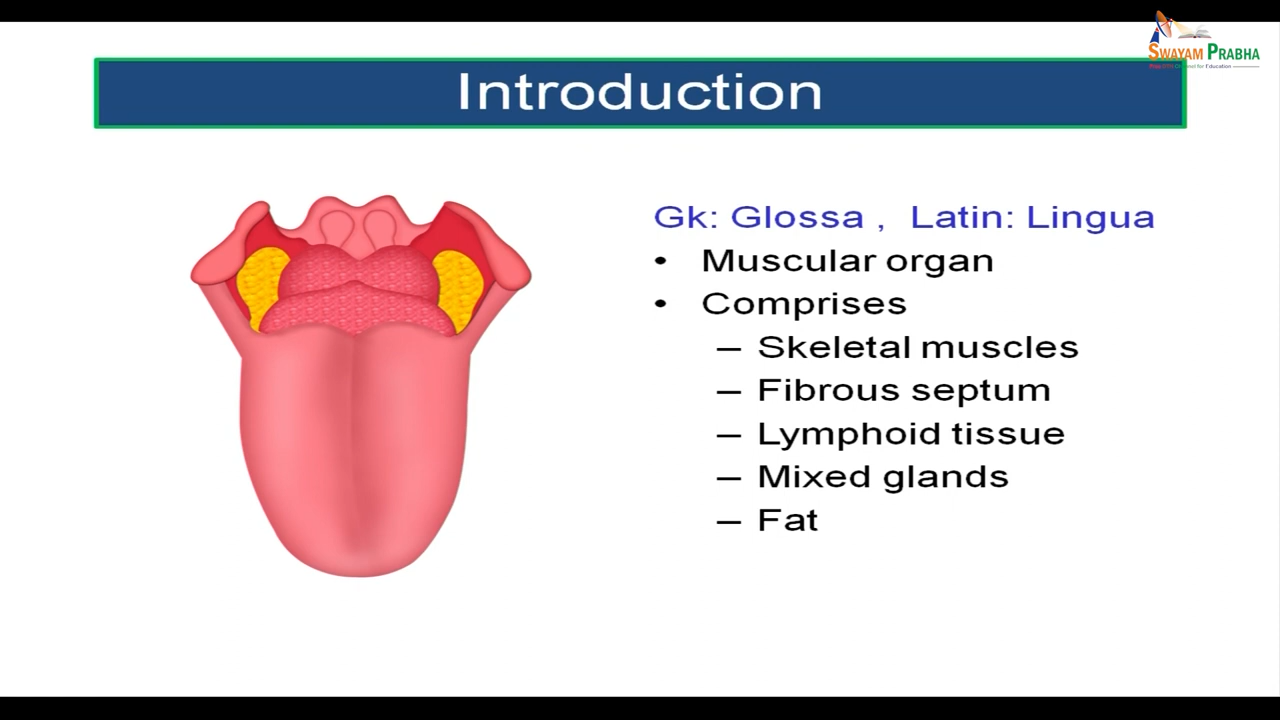 SWAYAM PRABHA
Introduction
Gk: Glossa , Latin: Lingua
• Muscular organ
• Comprises
– Skeletal muscles
– Fibrous septum
– Lymphoid tissue
– Mixed glands
– Fat